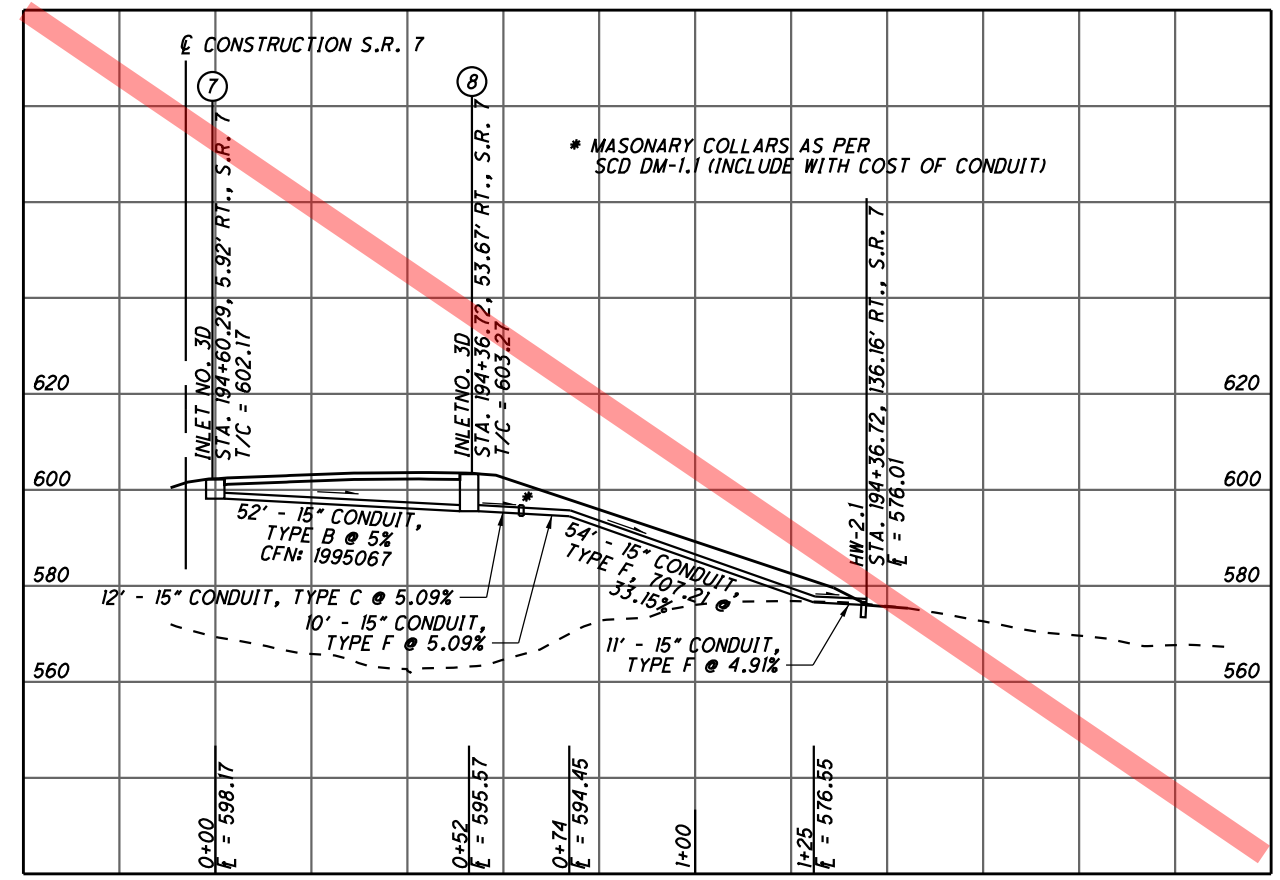 ℄ CONSTRUCTION S.R. 7
7
8
* MASONARY COLLARS AS PER
SCD DM-1.1 (INCLUDE WITH COST OF CONDUIT)
INLET NO. 3D
STA. 194+60.29, 5.92' RT., S.R. 7
T/C = 602.17
INLETNO. 3D
STA. 194+36.72, 53.67' RT., S.R. 7
T/C = 603.27
HW-2.1
STA. 194+36.72, 136.16' RT., S.R. 7
FL = 576.01
620
620
600
600
580
580
560
560
*
52' - 15" CONDUIT,
TYPE B @ 5%
CFN: 1995067
12' - 15" CONDUIT, TYPE C @ 5.09%
10' - 15" CONDUIT,
TYPE F @ 5.09%
54' - 15" CONDUIT,
TYPE F, 707.21 @
33.15%
11' - 15" CONDUIT,
TYPE F @ 4.91%
0+00
FL = 598.17
0+52
FL = 595.57
0+74
FL = 594.45
1+00
1+25
FL = 576.55